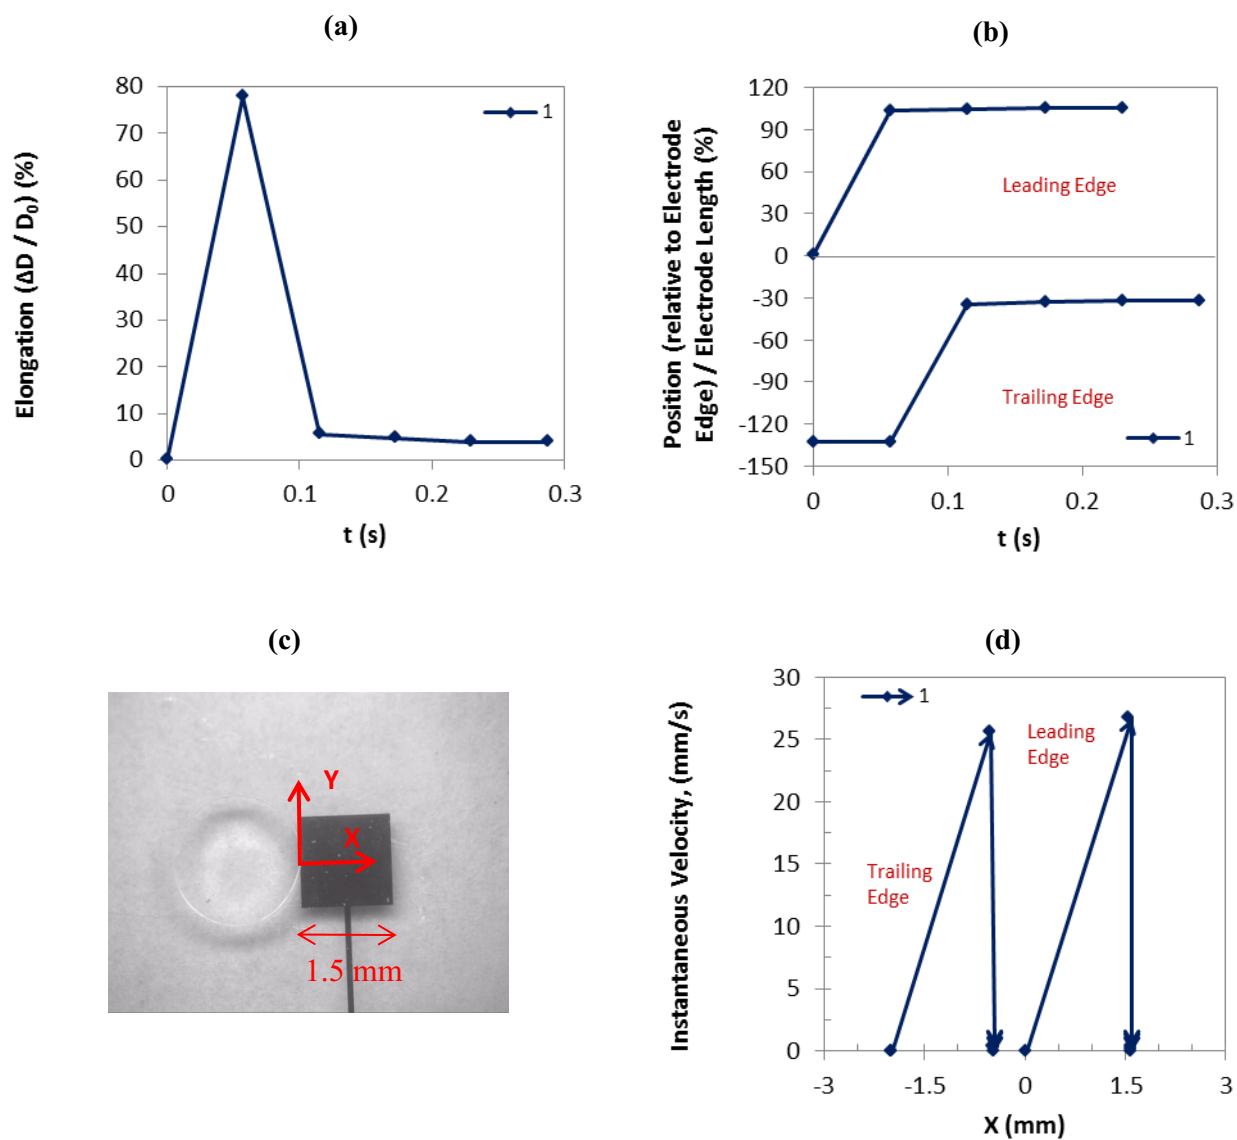 (a)
Elongation (ΔD / D₀) (%)
80
70
60
50
40
30
20
10
0
0 0.1 0.2 0.3
t (s)
1
(b)
Position (relative to Electrode
Edge) / Electrode Length (%)
120
90
60
30
0
-30
-60
-90
-120
-150
0 0.1 0.2 0.3
t (s)
Leading Edge
Trailing Edge
1
(c)
Y
X
1.5 mm
(d)
Instantaneous Velocity, (mm/s)
30
25
20
15
10
5
0
-3 -1.5 0 1.5 3
X (mm)
1
Leading
Edge
Trailing
Edge